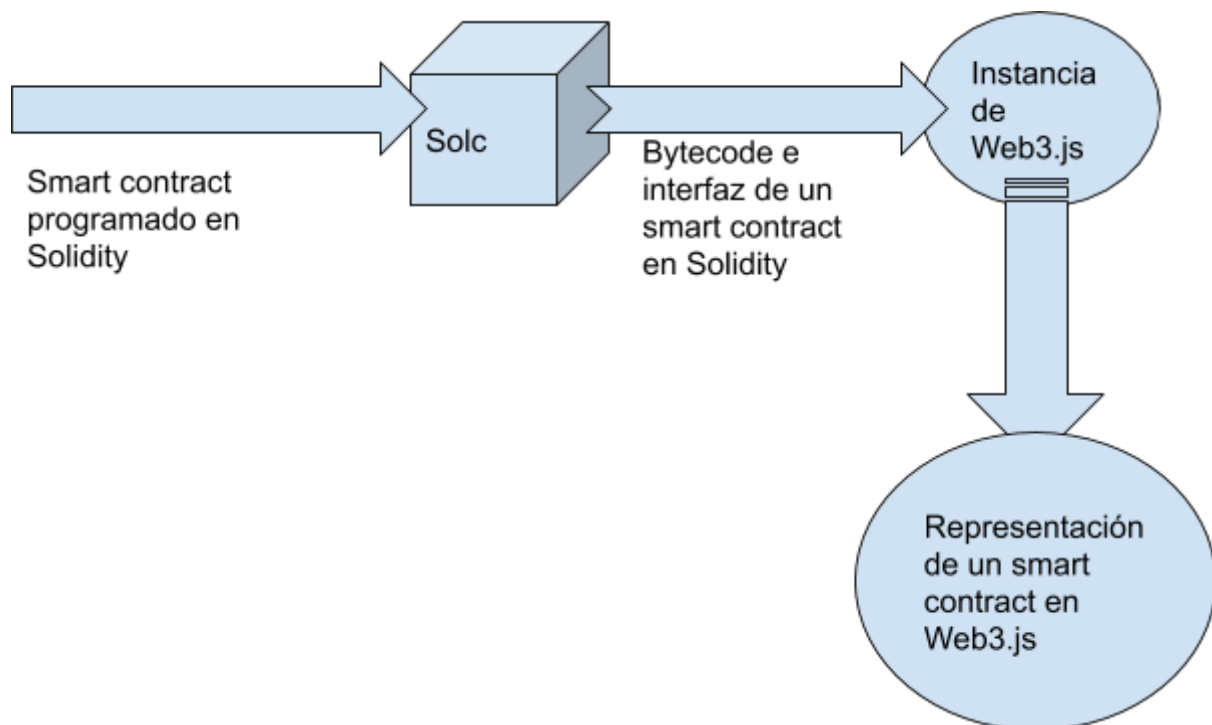 Smart contract
programado en
Solidity
Solc
Bytecode e
interfaz de un
smart contract
en Solidity
Instancia
de
Web3.js
Representación
de un smart
contract en
Web3.js